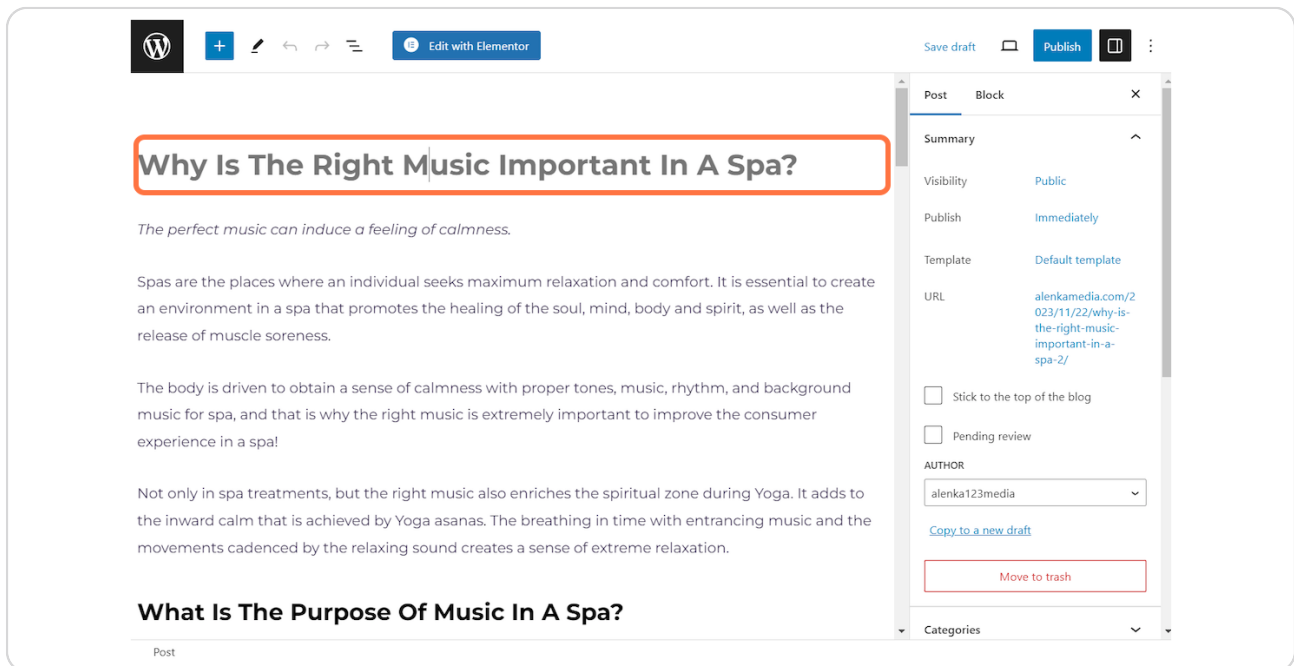 Edit with Elementor
Save draft
Publish
Why Is The Right Music Important In A Spa?
The perfect music can induce a feeling of calmness.
Spas are the places where an individual seeks maximum relaxation and comfort. It is essential to create
an environment in a spa that promotes the healing of the soul, mind, body and spirit, as well as the
release of muscle soreness.
The body is driven to obtain a sense of calmness with proper tones, music, rhythm, and background
music for spa, and that is why the right music is extremely important to improve the consumer
experience in a spa!
Not only in spa treatments, but the right music also enriches the spiritual zone during Yoga. It adds to
the inward calm that is achieved by Yoga asanas. The breathing in time with entrancing music and the
movements cadenced by the relaxing sound creates a sense of extreme relaxation.
What Is The Purpose Of Music In A Spa?
Post
Post Block
Summary
Visibility Public
Publish Immediately
Template Default template
URL alenkamedia.com/2
023/11/22/why-is-
the-right-music-
important-in-a-
spa-2/
Stick to the top of the blog
Pending review
AUTHOR
alenka123media
Copy to a new draft
Move to trash
Categories